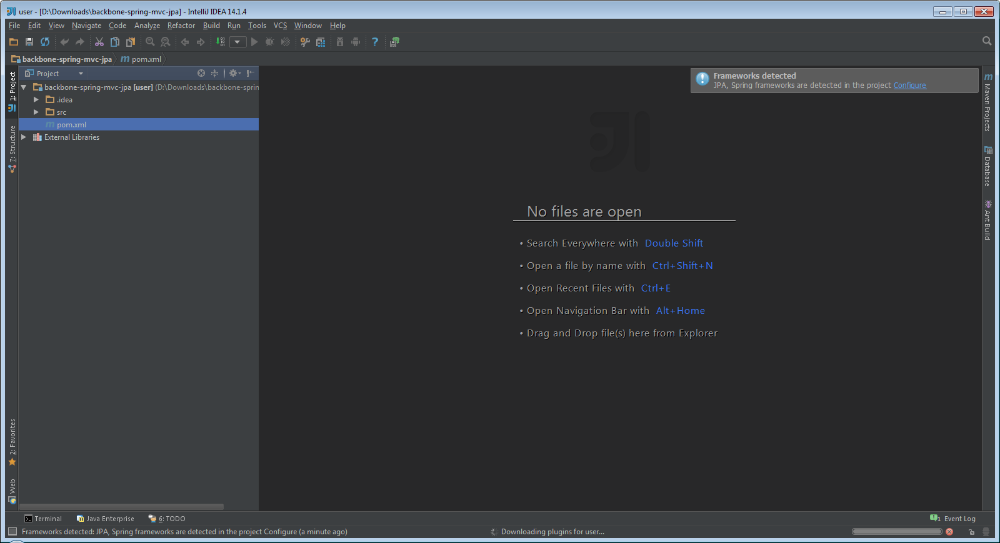 user - [D:\Downloads\backbone-spring-mvc-jpa] - IntelliJ IDEA 14.1.4
File Edit View Navigate Code Analyze Refactor Build Run Tools VCS Window Help
backbone-spring-mvc-jpa pom.xml
1: Project
7: Structure
2: Favorites
Web
Project
backbone-spring-mvc-jpa [user] (D:\Downloads\backbone-sprin
.idea
src
pom.xml
External Libraries
Frameworks detected
JPA, Spring frameworks are detected in the project Configure
No files are open
• Search Everywhere with Double Shift
• Open a file by name with Ctrl+Shift+N
• Open Recent Files with Ctrl+E
• Open Navigation Bar with Alt+Home
• Drag and Drop file(s) here from Explorer
Maven Projects
Database
Ant Build
Terminal Java Enterprise 6: TODO 1 Event Log
Frameworks detected: JPA, Spring frameworks are detected in the project Configure (a minute ago) Downloading plugins for user...